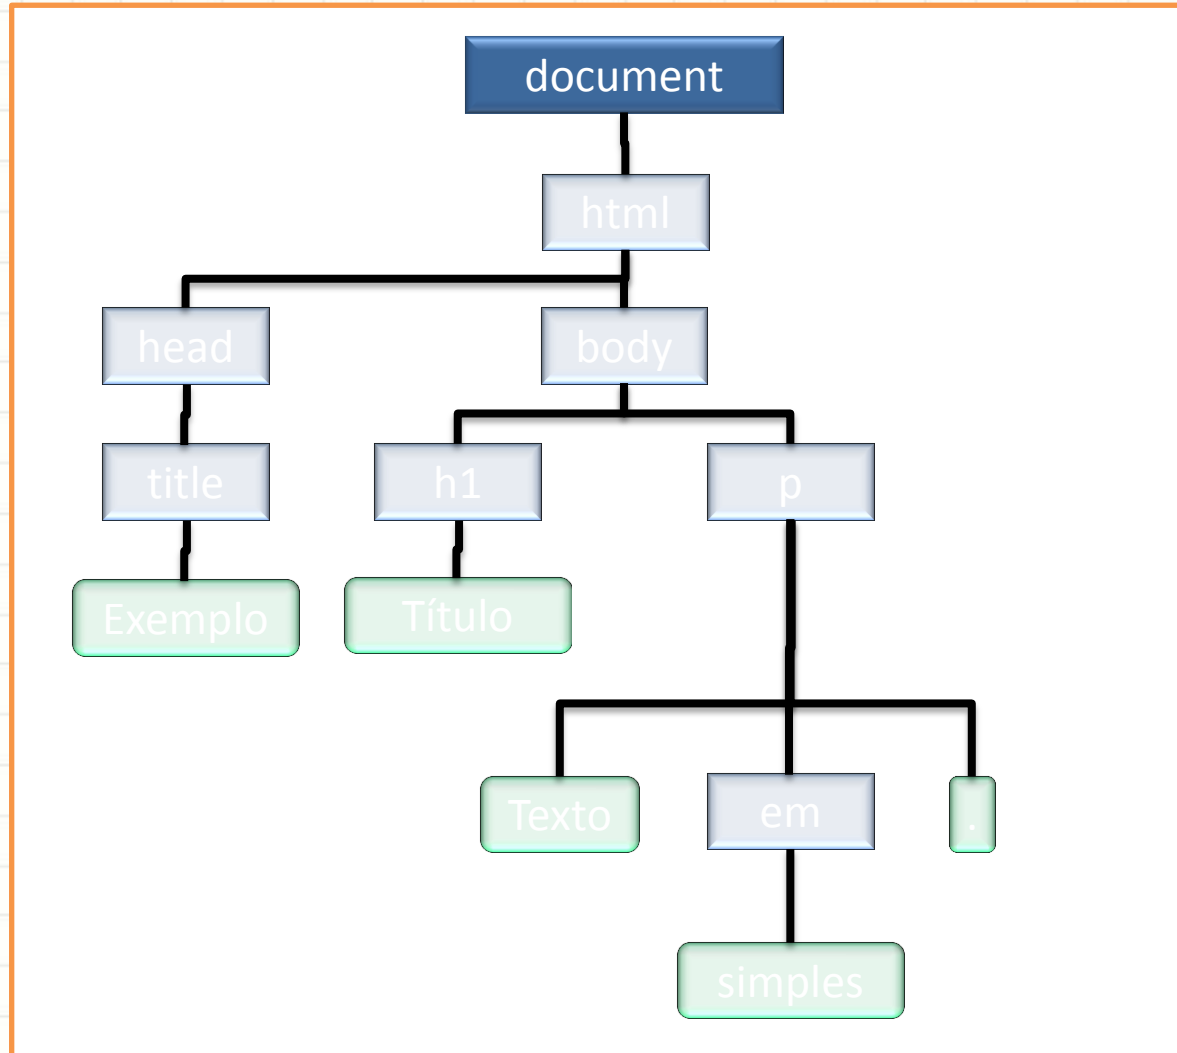 document
html
head
body
title
h1
p
Exemplo
Título
Texto
em
.
simples